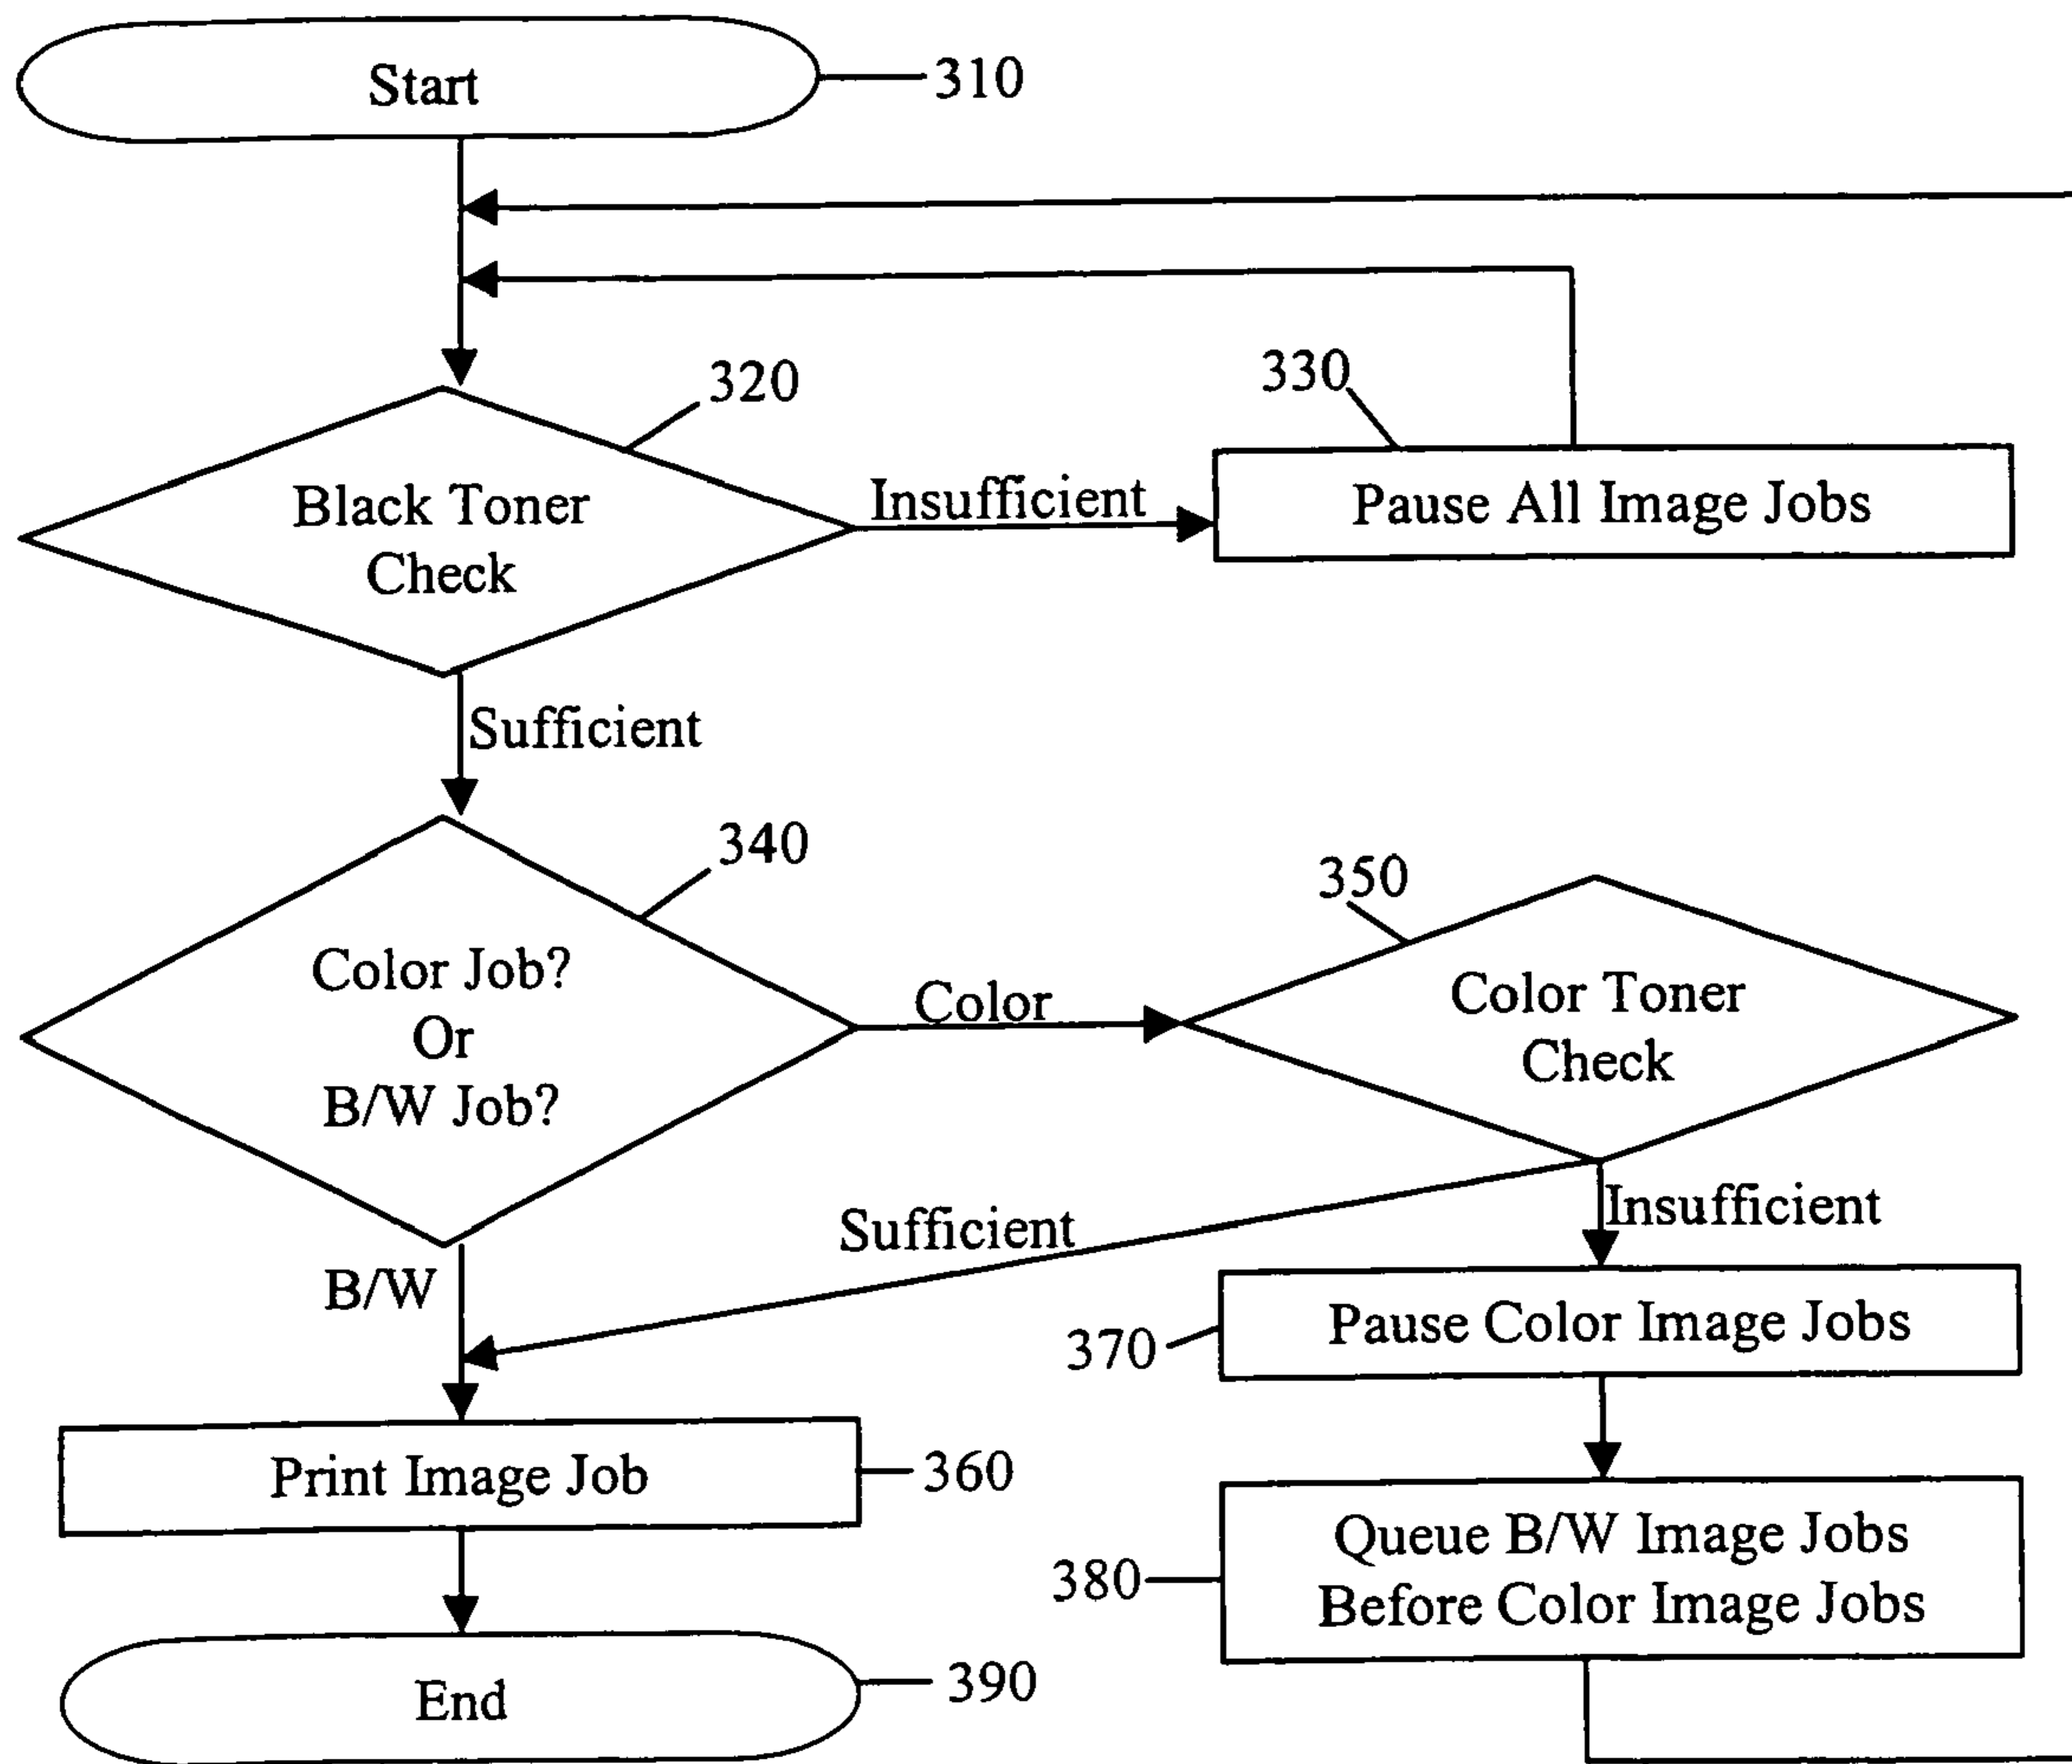 Start
310
320
330
Black Toner
Check
Insufficient
Pause All Image Jobs
Sufficient
340
350
Color Job?
Or
B/W Job?
Color
Color Toner
Check
Sufficient
Insufficient
B/W
370
Pause Color Image Jobs
Print Image Job
360
380
Queue B/W Image Jobs
Before Color Image Jobs
End
390